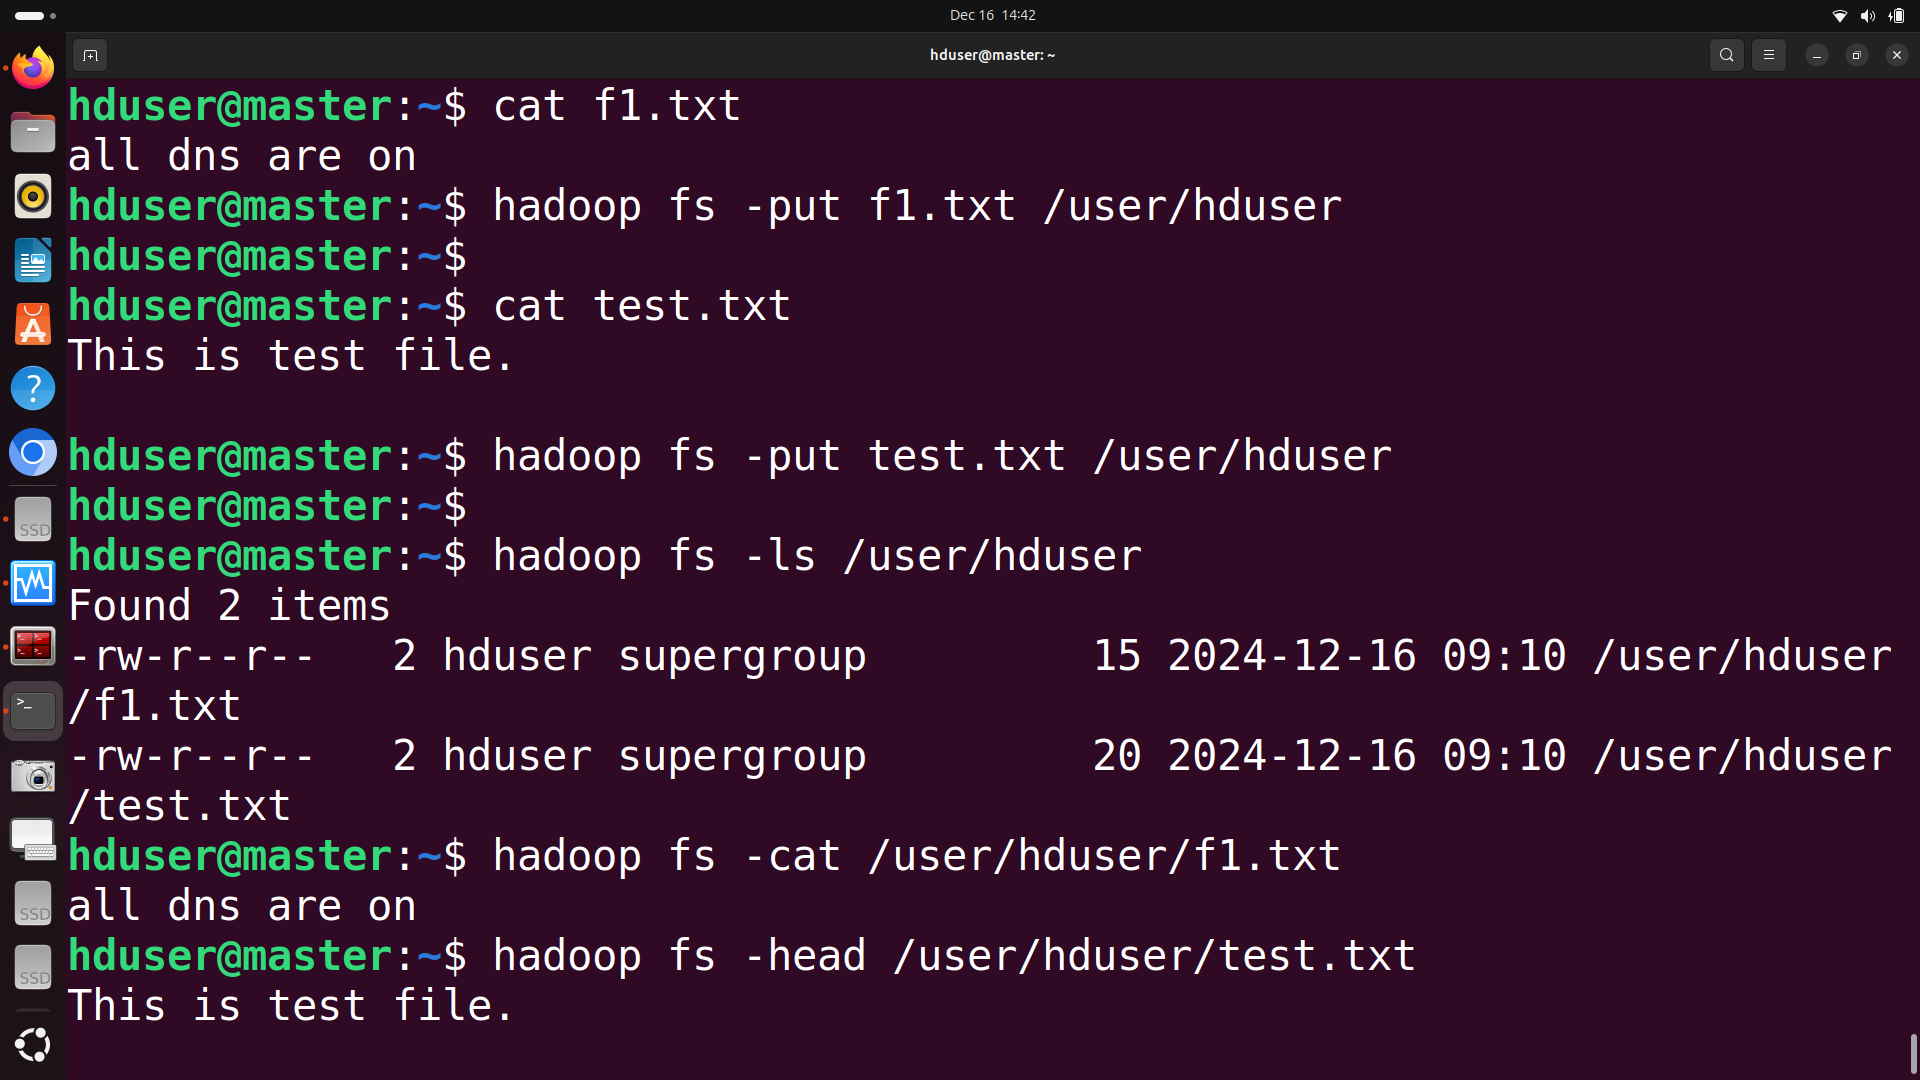 Dec 16 14:42
hduser@master: ~
hduser@master:~$ cat f1.txt
all dns are on
hduser@master:~$ hadoop fs -put f1.txt /user/hduser
hduser@master:~$
hduser@master:~$ cat test.txt
This is test file.
hduser@master:~$ hadoop fs -put test.txt /user/hduser
hduser@master:~$
hduser@master:~$ hadoop fs -ls /user/hduser
Found 2 items
-rw-r--r--   2 hduser supergroup         15 2024-12-16 09:10 /user/hduser
/f1.txt
-rw-r--r--   2 hduser supergroup         20 2024-12-16 09:10 /user/hduser
/test.txt
hduser@master:~$ hadoop fs -cat /user/hduser/f1.txt
all dns are on
hduser@master:~$ hadoop fs -head /user/hduser/test.txt
This is test file.
SSD
SSD
SSD